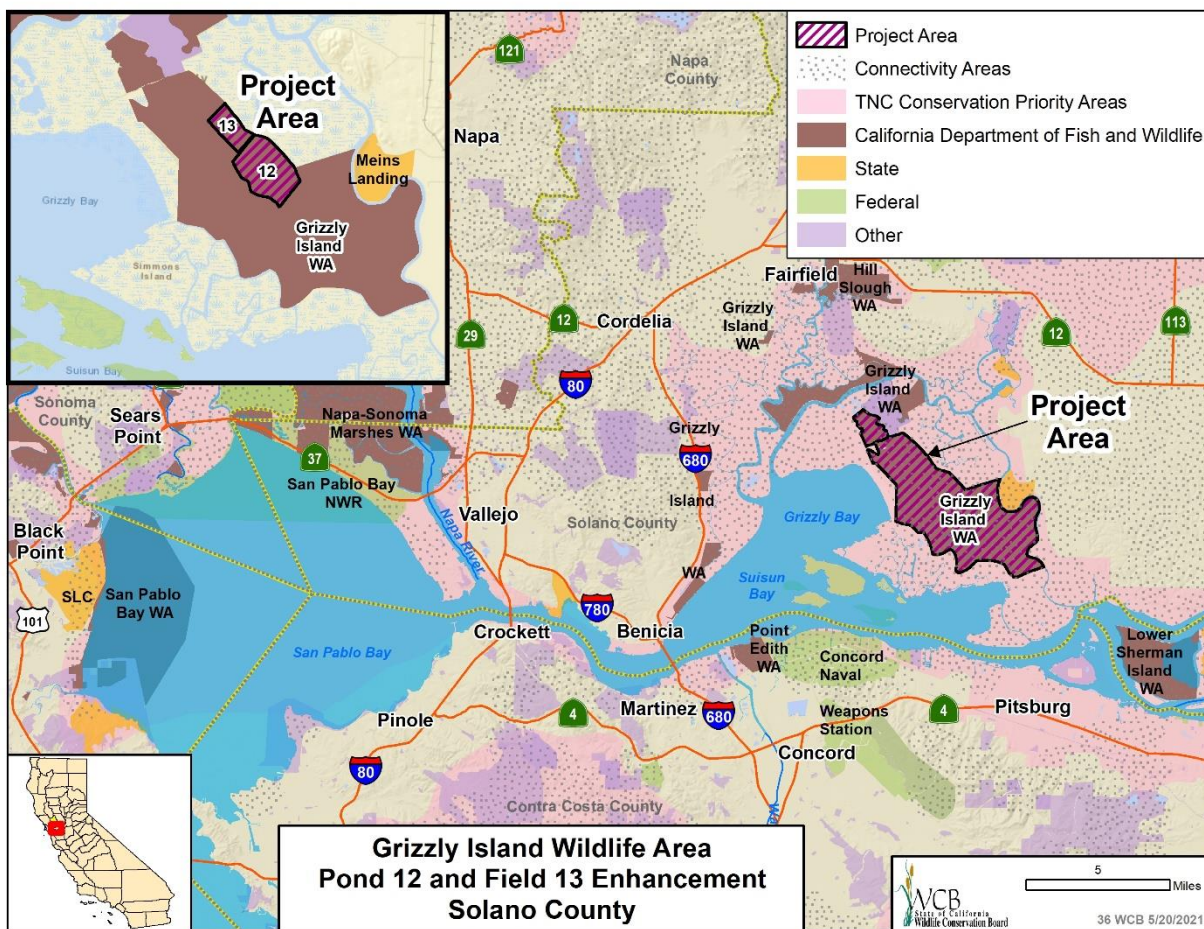 Project
Area
13
12
Meins
Landing
Grizzly Bay
Grizzly
Island
WA
Simmons
Island
Suisun Bay
Project Area
Connectivity Areas
TNC Conservation Priority Areas
California Department of Fish and Wildlife
State
Federal
Other
121
Napa
County
Napa
Fairfield
Hill
Slough
WA
29
12
Cordelia
Grizzly
Island
WA
12
113
80
Sonoma
County
Sears
Point
Napa-Sonoma
Marshes WA
37
San Pablo Bay
NWR
Grizzly
680
Island
WA
Grizzly
Island
WA
Project
Area
Grizzly
Island
WA
Grizzly Bay
Black
Point
Vallejo
Solano County
Napa River
SLC
San Pablo
Bay WA
101
780
Suisun
Bay
Crockett
Benicia
San Pablo Bay
Point
Edith
WA
Concord
Naval
Weapons
Station
Lower
Sherman
Island
WA
Pinole
4
Martinez
680
4
Pitsburg
Concord
80
Contra Costa County
Grizzly Island Wildlife Area
Pond 12 and Field 13 Enhancement
Solano County
WCB
State of California
Wildlife Conservation Board
5
Miles
36 WCB 5/20/2021